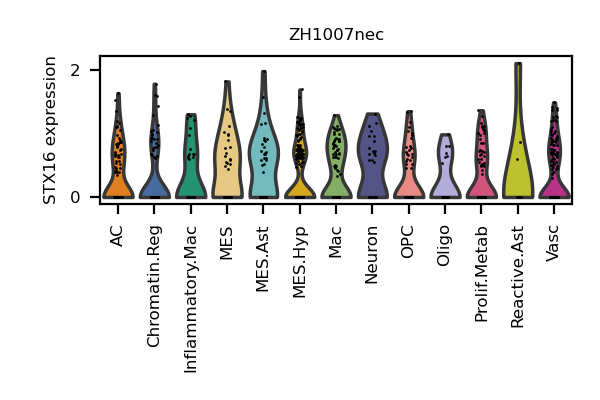 ZH1007nec
STX16 expression
2
0
AC
Chromatin.Reg
Inflammatory.Mac
MES
MES.Ast
MES.Hyp
Mac
Neuron
OPC
Oligo
Prolif.Metab
Reactive.Ast
Vasc